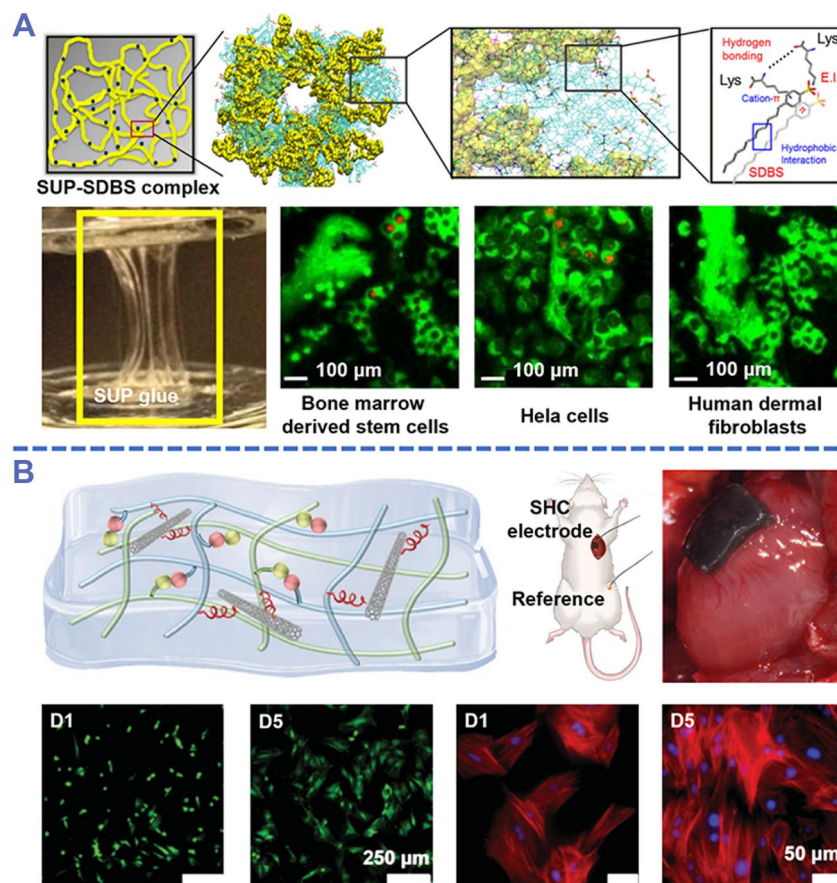 A
SUP-SDBS complex
Hydrogen
bonding
Lys
Lys
E.I.
Cation-π
π
Hydrophobic
Interaction
SDBS
SUP glue
100 µm
100 µm
100 µm
Bone marrow
derived stem cells
Hela cells
Human dermal
fibroblasts
B
SHC
electrode
Reference
D1
D5
250 µm
D1
D5
50 µm